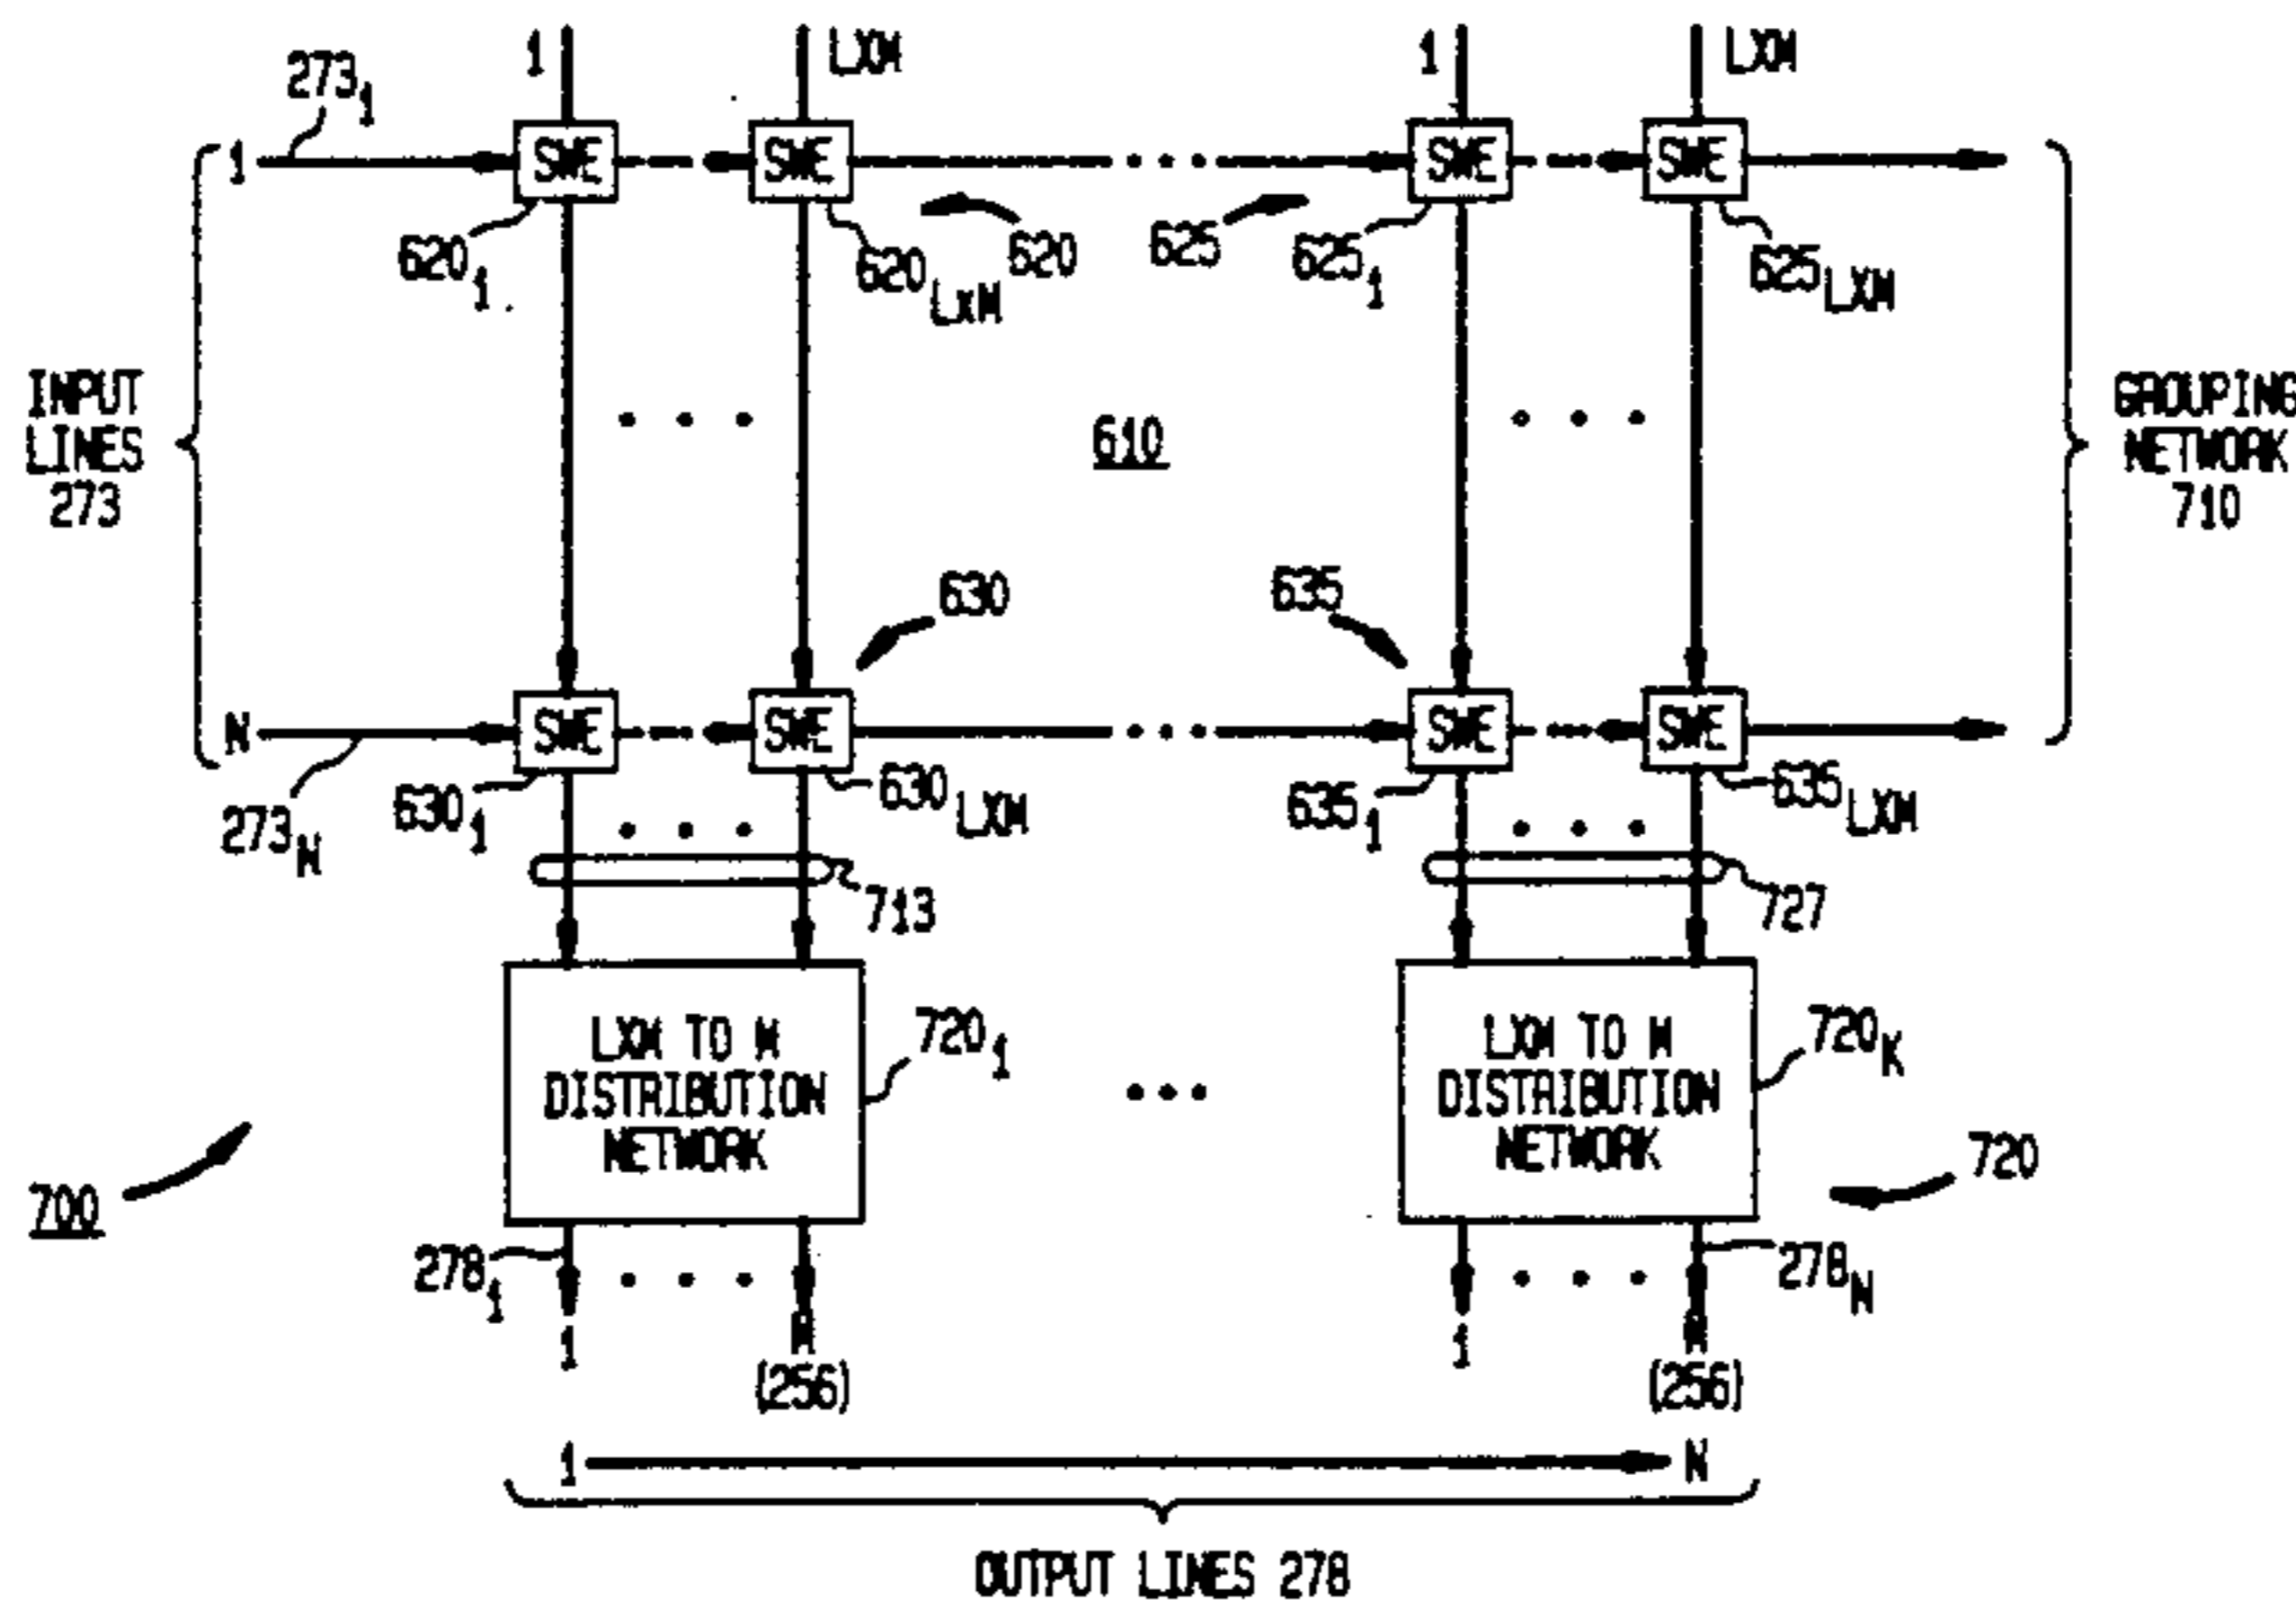 1 LXM 1 LXM
273₁
1 SWE SWE SWE SWE
620₁ 620LXM 620 625 625₁ 625LXM
INPUT
LINES
273
610
GROUPING
NETWORK
710
630 635
N SWE SWE SWE SWE
273N 630₁ 630LXM 635₁ 635LXM
713 727
LXM TO M
DISTRIBUTION
NETWORK
720₁
LXM TO M
DISTRIBUTION
NETWORK
720K
700 720
278₁ 278N
1 M 1 M
(256) (256)
1 N
OUTPUT LINES 278